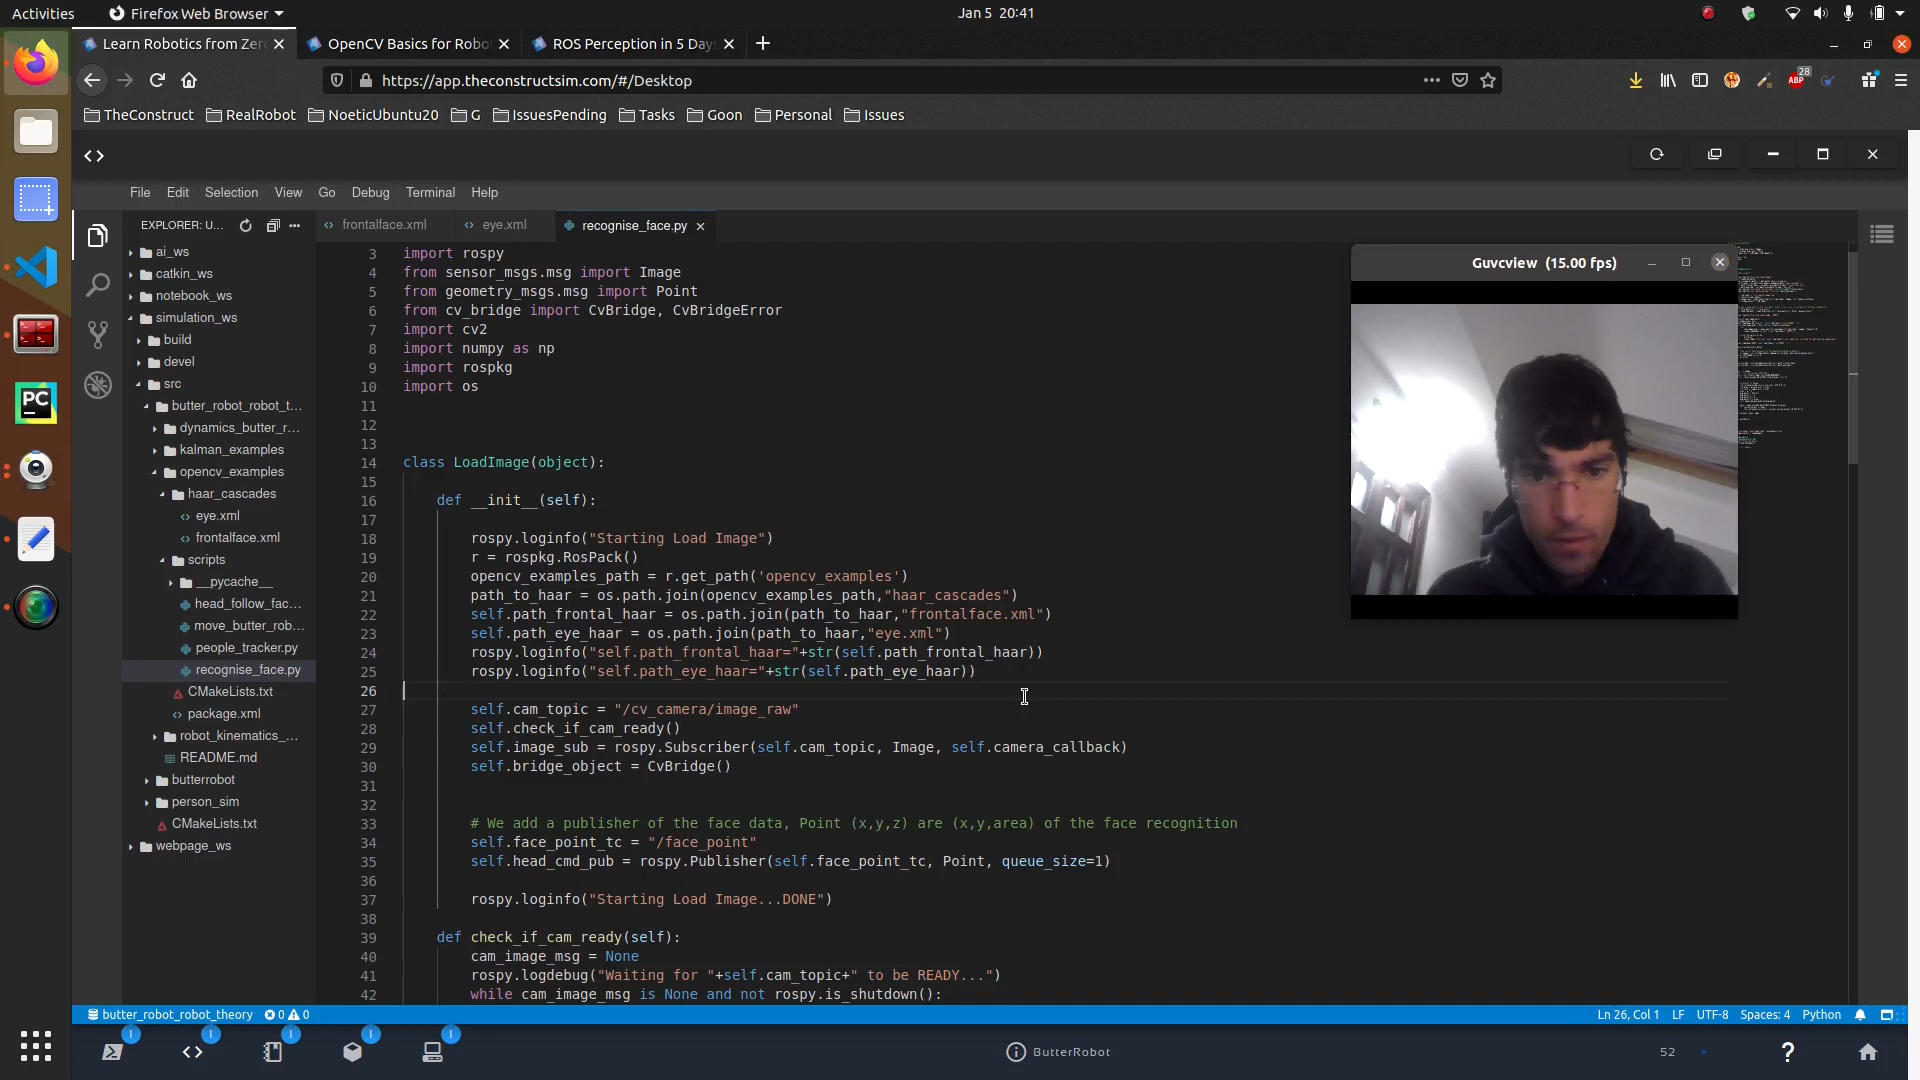 Activities
Firefox Web Browser
Jan 5 20:41
Learn Robotics from Zer
OpenCV Basics for Robo
ROS Perception in 5 Day
https://app.theconstructsim.com/#/Desktop
28
ABP
TheConstruct
RealRobot
NoeticUbuntu20
G
IssuesPending
Tasks
Goon
Personal
Issues
File
Edit
Selection
View
Go
Debug
Terminal
Help
EXPLORER: U...
frontalface.xml
eye.xml
recognise_face.py
ai_ws
catkin_ws
notebook_ws
simulation_ws
build
devel
src
butter_robot_robot_t...
dynamics_butter_r...
kalman_examples
opencv_examples
haar_cascades
eye.xml
frontalface.xml
scripts
__pycache__
head_follow_fac...
move_butter_rob...
people_tracker.py
recognise_face.py
CMakeLists.txt
package.xml
robot_kinematics_...
README.md
butterrobot
person_sim
CMakeLists.txt
webpage_ws
PC
3 import rospy
4 from sensor_msgs.msg import Image
5 from geometry_msgs.msg import Point
6 from cv_bridge import CvBridge, CvBridgeError
7 import cv2
8 import numpy as np
9 import rospkg
10 import os
11
12
13
14 class LoadImage(object):
15
16 def __init__(self):
17
18 rospy.loginfo("Starting Load Image")
19 r = rospkg.RosPack()
20 opencv_examples_path = r.get_path('opencv_examples')
21 path_to_haar = os.path.join(opencv_examples_path,"haar_cascades")
22 self.path_frontal_haar = os.path.join(path_to_haar,"frontalface.xml")
23 self.path_eye_haar = os.path.join(path_to_haar,"eye.xml")
24 rospy.loginfo("self.path_frontal_haar="+str(self.path_frontal_haar))
25 rospy.loginfo("self.path_eye_haar="+str(self.path_eye_haar))
26
27 self.cam_topic = "/cv_camera/image_raw"
28 self.check_if_cam_ready()
29 self.image_sub = rospy.Subscriber(self.cam_topic, Image, self.camera_callback)
30 self.bridge_object = CvBridge()
31
32
33 # We add a publisher of the face data, Point (x,y,z) are (x,y,area) of the face recognition
34 self.face_point_tc = "/face_point"
35 self.head_cmd_pub = rospy.Publisher(self.face_point_tc, Point, queue_size=1)
36
37 rospy.loginfo("Starting Load Image...DONE")
38
39 def check_if_cam_ready(self):
40 cam_image_msg = None
41 rospy.logdebug("Waiting for "+self.cam_topic+" to be READY...")
42 while cam_image_msg is None and not rospy.is_shutdown():
Guvcview (15.00 fps)
butter_robot_robot_theory
0
0
Ln 26, Col 1
LF
UTF-8
Spaces: 4
Python
ButterRobot
52
?